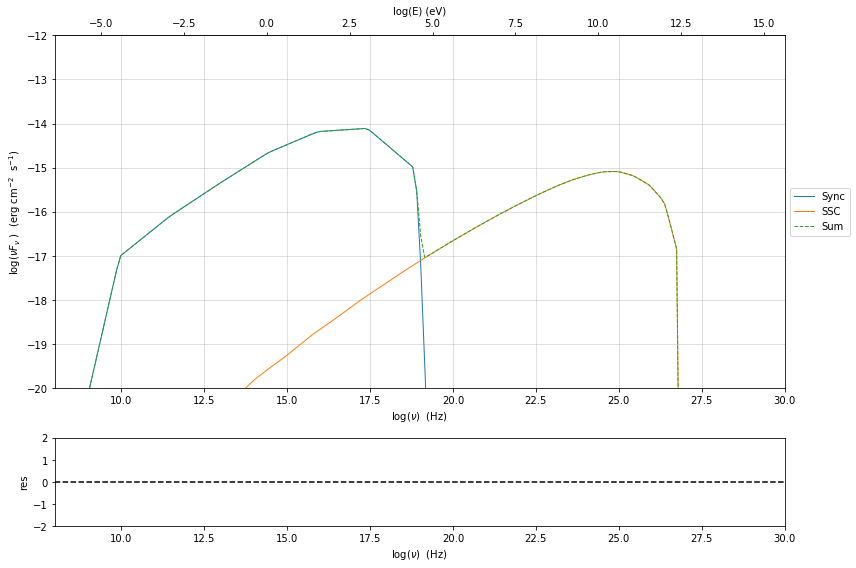 log(E) (eV)
−5.0 −2.5 0.0 2.5 5.0 7.5 10.0 12.5 15.0
−12
−13
−14
−15
−16
−17
−18
−19
−20
log(νFν ) (erg cm−2 s−1)
Sync
SSC
Sum
10.0 12.5 15.0 17.5 20.0 22.5 25.0 27.5 30.0
log(ν) (Hz)
2
1
0
−1
−2
res
10.0 12.5 15.0 17.5 20.0 22.5 25.0 27.5 30.0
log(ν) (Hz)